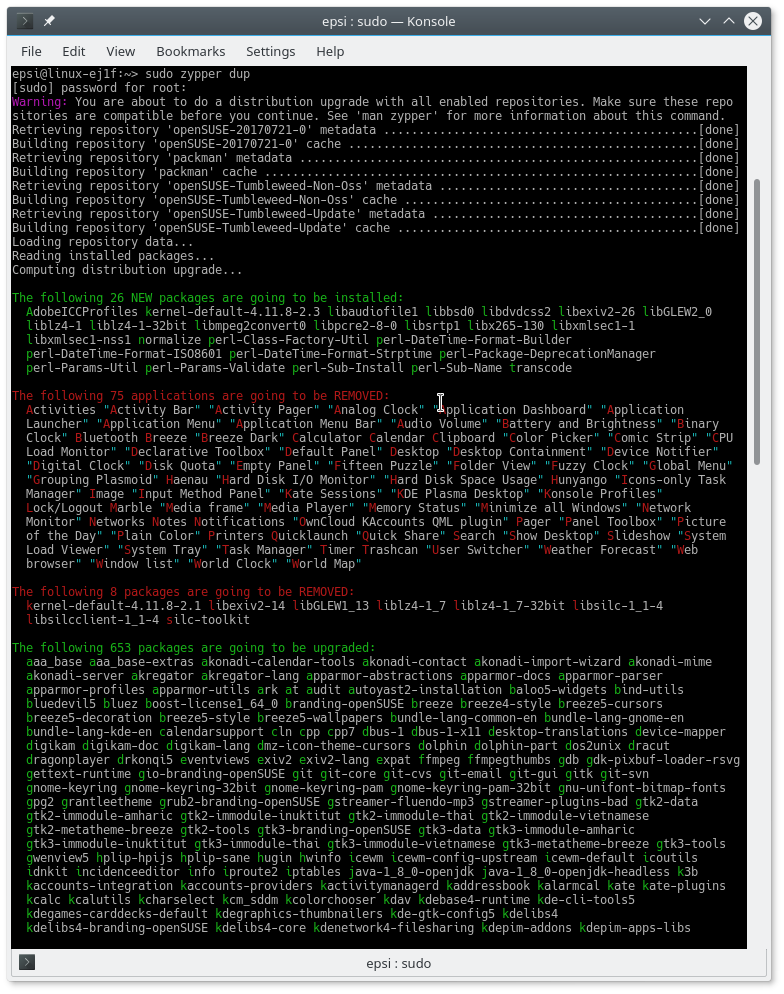 epsi : sudo — Konsole
File Edit View Bookmarks Settings Help
epsi@linux-ej1f:~> sudo zypper dup
[sudo] password for root:
Warning: You are about to do a distribution upgrade with all enabled repositories. Make sure these repo
sitories are compatible before you continue. See 'man zypper' for more information about this command.
Retrieving repository 'openSUSE-20170721-0' metadata .............................................[done]
Building repository 'openSUSE-20170721-0' cache ..................................................[done]
Retrieving repository 'packman' metadata .........................................................[done]
Building repository 'packman' cache ..............................................................[done]
Retrieving repository 'openSUSE-Tumbleweed-Non-Oss' metadata .....................................[done]
Building repository 'openSUSE-Tumbleweed-Non-Oss' cache ..........................................[done]
Retrieving repository 'openSUSE-Tumbleweed-Update' metadata ......................................[done]
Building repository 'openSUSE-Tumbleweed-Update' cache ...........................................[done]
Loading repository data...
Reading installed packages...
Computing distribution upgrade...
The following 26 NEW packages are going to be installed:
AdobeICCProfiles kernel-default-4.11.8-2.3 libaudiofile1 libbsd0 libdvdcss2 libexiv2-26 libGLEW2_0
liblz4-1 liblz4-1-32bit libmpeg2convert0 libpcre2-8-0 libsrtp1 libx265-130 libxmlsec1-1
libxmlsec1-nss1 normalize perl-Class-Factory-Util perl-DateTime-Format-Builder
perl-DateTime-Format-ISO8601 perl-DateTime-Format-Strptime perl-Package-DeprecationManager
perl-Params-Util perl-Params-Validate perl-Sub-Install perl-Sub-Name transcode
The following 75 applications are going to be REMOVED:
Activities "Activity Bar" "Activity Pager" "Analog Clock" "Application Dashboard" "Application
Launcher" "Application Menu" "Application Menu Bar" "Audio Volume" "Battery and Brightness" "Binary
Clock" Bluetooth Breeze "Breeze Dark" Calculator Calendar Clipboard "Color Picker" "Comic Strip" "CPU
Load Monitor" "Declarative Toolbox" "Default Panel" Desktop "Desktop Containment" "Device Notifier"
"Digital Clock" "Disk Quota" "Empty Panel" "Fifteen Puzzle" "Folder View" "Fuzzy Clock" "Global Menu"
"Grouping Plasmoid" Haenau "Hard Disk I/O Monitor" "Hard Disk Space Usage" Hunyango "Icons-only Task
Manager" Image "Input Method Panel" "Kate Sessions" "KDE Plasma Desktop" "Konsole Profiles"
Lock/Logout Marble "Media frame" "Media Player" "Memory Status" "Minimize all Windows" "Network
Monitor" Networks Notes Notifications "OwnCloud KAccounts QML plugin" Pager "Panel Toolbox" "Picture
of the Day" "Plain Color" Printers Quicklaunch "Quick Share" Search "Show Desktop" Slideshow "System
Load Viewer" "System Tray" "Task Manager" Timer Trashcan "User Switcher" "Weather Forecast" "Web
browser" "Window list" "World Clock" "World Map"
The following 8 packages are going to be REMOVED:
kernel-default-4.11.8-2.1 libexiv2-14 libGLEW1_13 liblz4-1_7 liblz4-1_7-32bit libsilc-1_1-4
libsilcclient-1_1-4 silc-toolkit
The following 653 packages are going to be upgraded:
aaa_base aaa_base-extras akonadi-calendar-tools akonadi-contact akonadi-import-wizard akonadi-mime
akonadi-server akregator akregator-lang apparmor-abstractions apparmor-docs apparmor-parser
apparmor-profiles apparmor-utils ark at audit autoyast2-installation baloo5-widgets bind-utils
bluedevil5 bluez boost-license1_64_0 branding-openSUSE breeze breeze4-style breeze5-cursors
breeze5-decoration breeze5-style breeze5-wallpapers bundle-lang-common-en bundle-lang-gnome-en
bundle-lang-kde-en calendarsupport cln cpp cpp7 dbus-1 dbus-1-x11 desktop-translations device-mapper
digikam digikam-doc digikam-lang dmz-icon-theme-cursors dolphin dolphin-part dos2unix dracut
dragonplayer drkonqi5 eventviews exiv2 exiv2-lang expat ffmpeg ffmpegthumbs gdb gdk-pixbuf-loader-rsvg
gettext-runtime gio-branding-openSUSE git git-core git-cvs git-email git-gui gitk git-svn
gnome-keyring gnome-keyring-32bit gnome-keyring-pam gnome-keyring-pam-32bit gnu-unifont-bitmap-fonts
gpg2 grantleetheme grub2-branding-openSUSE gstreamer-fluendo-mp3 gstreamer-plugins-bad gtk2-data
gtk2-immodule-amharic gtk2-immodule-inuktitut gtk2-immodule-thai gtk2-immodule-vietnamese
gtk2-metatheme-breeze gtk2-tools gtk3-branding-openSUSE gtk3-data gtk3-immodule-amharic
gtk3-immodule-inuktitut gtk3-immodule-thai gtk3-immodule-vietnamese gtk3-metatheme-breeze gtk3-tools
gwenview5 hplip-hpijs hplip-sane hugin hwinfo icewm icewm-config-upstream icewm-default icoutils
idnkit incidenceeditor info iproute2 iptables java-1_8_0-openjdk java-1_8_0-openjdk-headless k3b
kaccounts-integration kaccounts-providers kactivitymanagerd kaddressbook kalarmcal kate kate-plugins
kcalc kcalutils kcharselect kcm_sddm kcolorchooser kdav kdebase4-runtime kde-cli-tools5
kdegames-carddecks-default kdegraphics-thumbnailers kde-gtk-config5 kdelibs4
kdelibs4-branding-openSUSE kdelibs4-core kdenetwork4-filesharing kdepim-addons kdepim-apps-libs
epsi : sudo